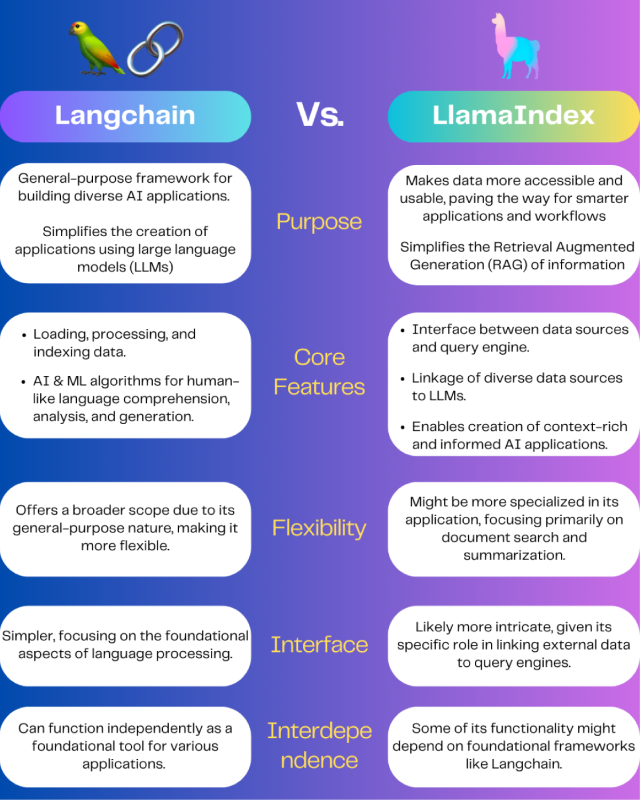 Langchain
Vs.
LlamaIndex
General-purpose framework for
building diverse AI applications.
Simplifies the creation of
applications using large language
models (LLMs)
Purpose
Makes data more accessible and
usable, paving the way for smarter
applications and workflows
Simplifies the Retrieval Augmented
Generation (RAG) of information
• Loading, processing, and
indexing data.
• AI & ML algorithms for human-
like language comprehension,
analysis, and generation.
Core
Features
• Interface between data sources
and query engine.
• Linkage of diverse data sources
to LLMs.
• Enables creation of context-rich
and informed AI applications.
Offers a broader scope due to its
general-purpose nature, making it
more flexible.
Flexibility
Might be more specialized in its
application, focusing primarily on
document search and
summarization.
Simpler, focusing on the foundational
aspects of language processing.
Interface
Likely more intricate, given its
specific role in linking external data
to query engines.
Can function independently as a
foundational tool for various
applications.
Interdepe
ndence
Some of its functionality might
depend on foundational frameworks
like Langchain.